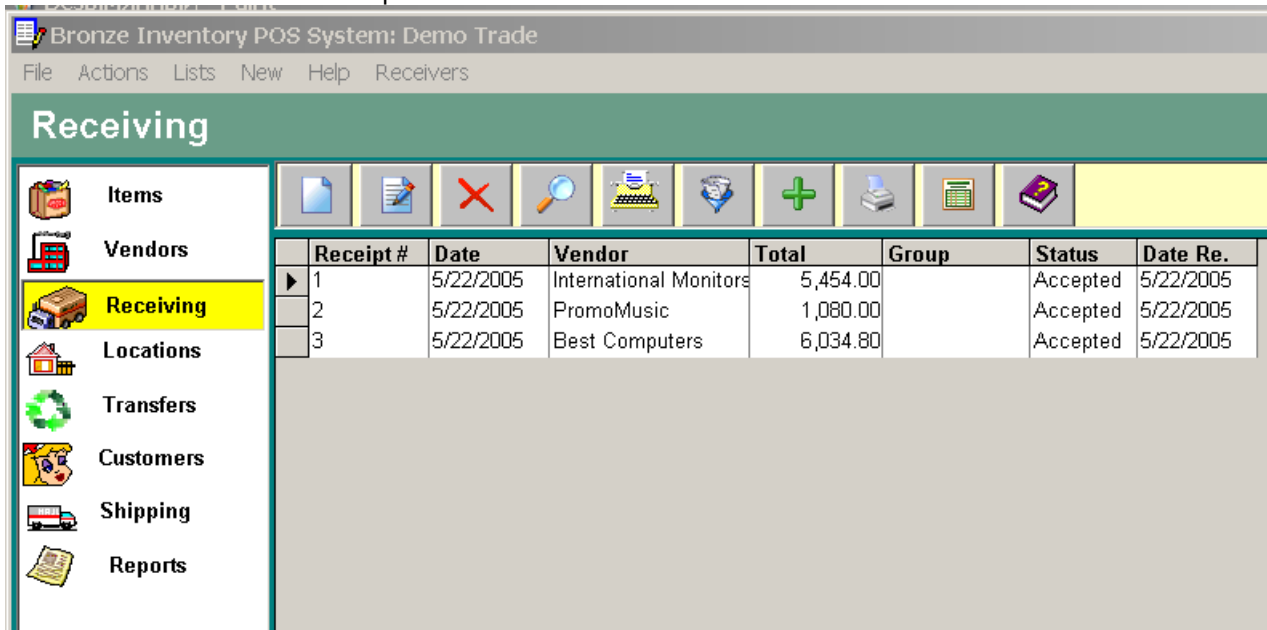 Bronze Inventory POS System: Demo Trade
File Actions Lists New Help Receivers
Receiving
Items
Vendors
Receiving
Locations
Transfers
Customers
Shipping
Reports
Receipt # Date Vendor Total Group Status Date Re.
1 5/22/2005 International Monitors 5,454.00 Accepted 5/22/2005
2 5/22/2005 PromoMusic 1,080.00 Accepted 5/22/2005
3 5/22/2005 Best Computers 6,034.80 Accepted 5/22/2005